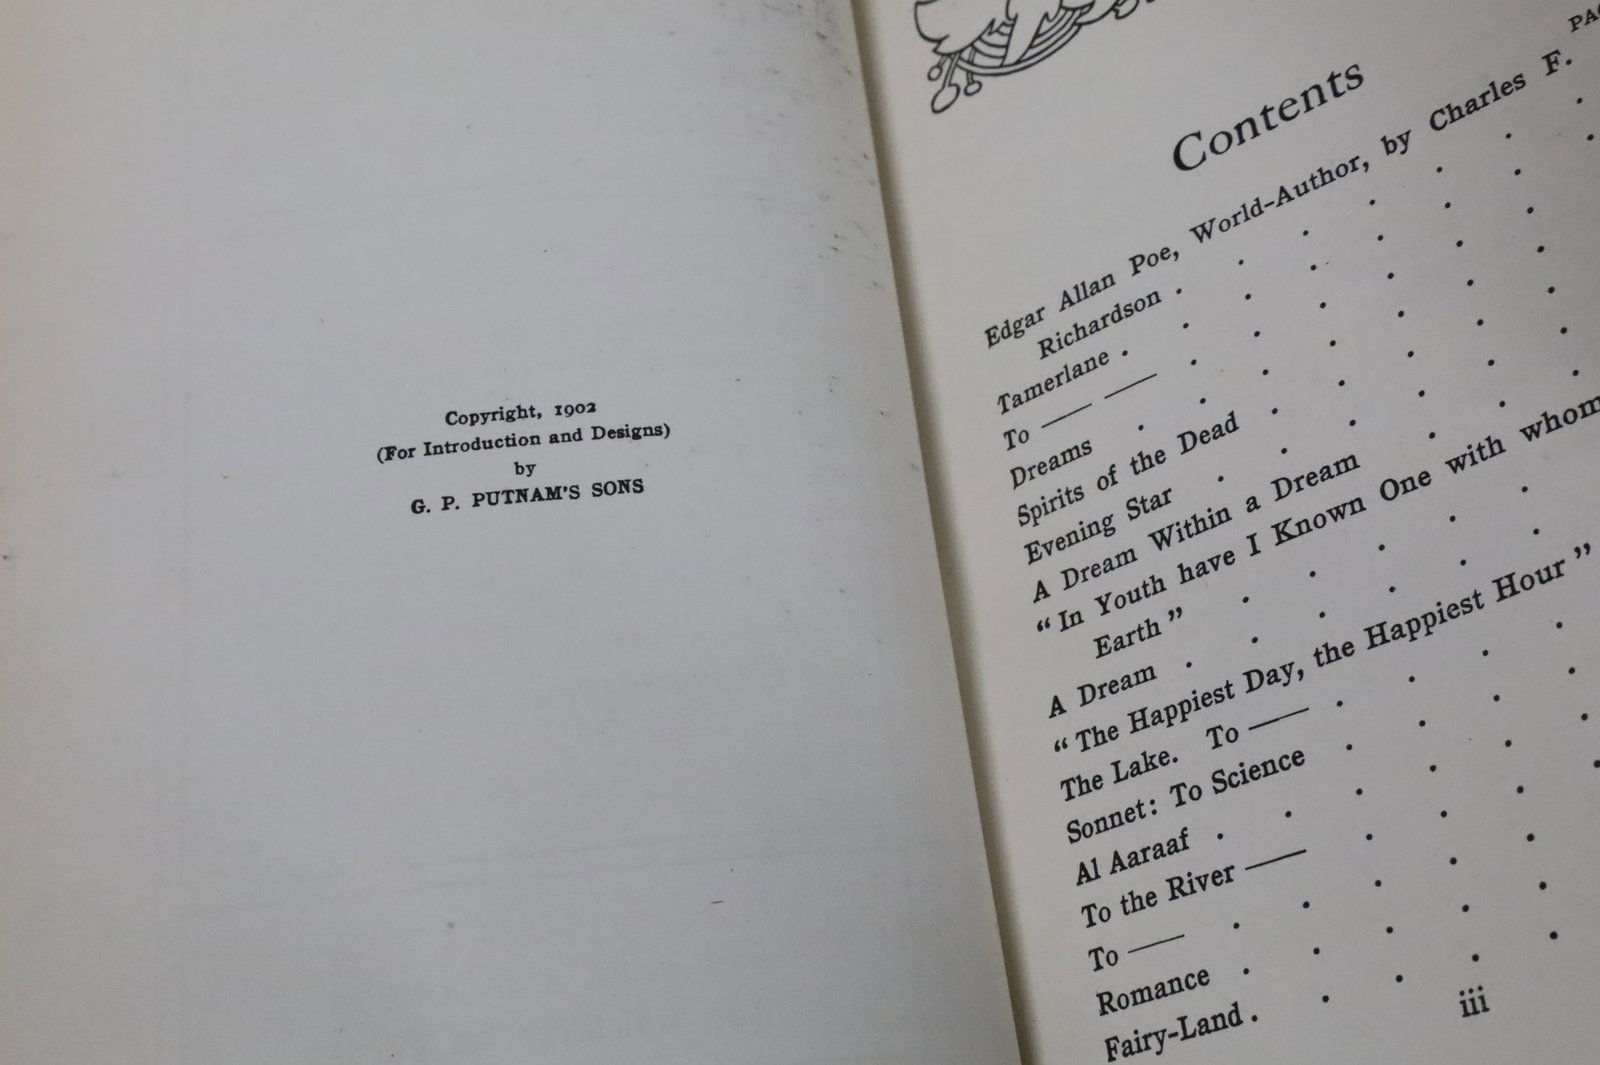 Copyright, 1902
(For Introduction and Designs)
by
G. P. PUTNAM'S SONS
Contents
Edgar Allan Poe, World-Author, by Charles F.
Richardson .
Tamerlane .
To —— ——
Dreams
Spirits of the Dead
Evening Star
A Dream Within a Dream
“In Youth have I Known One with whom
Earth”
A Dream
“The Happiest Day, the Happiest Hour”
The Lake. To ——
Sonnet: To Science
Al Aaraaf
To the River ——
To ——
Romance
Fairy-Land .
iii